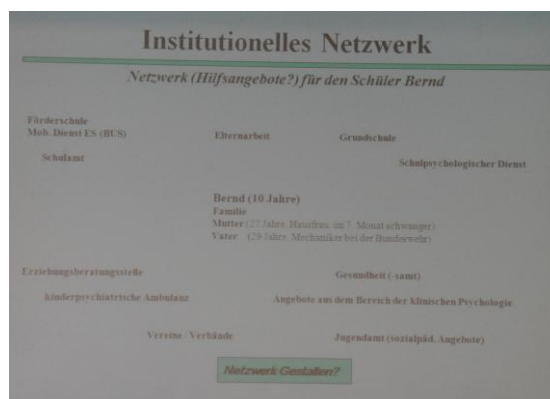 Institutionelles Netzwerk
Netzwerk (Hilfsangebote?) für den Schüler Bernd
Förderschule
Mob. Dienst ES (BUS)
Elternarbeit
Grundschule
Schulamt
Schulpsychologischer Dienst
Bernd (10 Jahre)
Familie
Mutter (27 Jahre, Hausfrau, im 7. Monat schwanger)
Vater (29 Jahre, Mechaniker bei der Bundeswehr)
Erziehungsberatungsstelle
Gesundheit (-samt)
kinderpsychiatrische Ambulanz
Angebote aus dem Bereich der klinischen Psychologie
Vereine / Verbände
Jugendamt (sozialpäd. Angebote)
Netzwerk Gestalten?